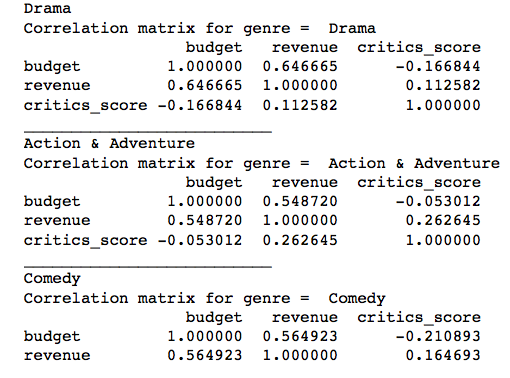 Drama
Correlation matrix for genre =  Drama
budget   revenue  critics_score
budget         1.000000  0.646665      -0.166844
revenue        0.646665  1.000000       0.112582
critics_score -0.166844  0.112582       1.000000
__________________________
Action & Adventure
Correlation matrix for genre =  Action & Adventure
budget   revenue  critics_score
budget         1.000000  0.548720      -0.053012
revenue        0.548720  1.000000       0.262645
critics_score -0.053012  0.262645       1.000000
__________________________
Comedy
Correlation matrix for genre =  Comedy
budget   revenue  critics_score
budget         1.000000  0.564923      -0.210893
revenue        0.564923  1.000000       0.164693